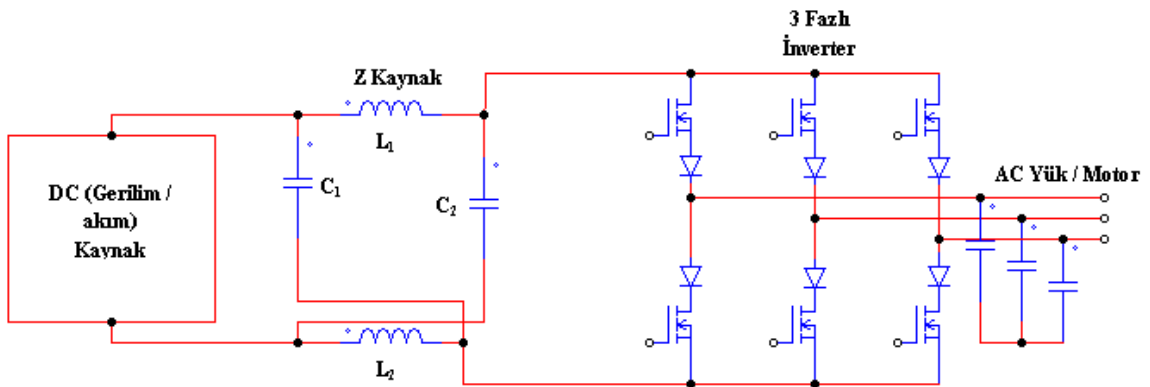 3 Fazlı
İnverter
Z Kaynak
L1
DC (Gerilim /
akım)
Kaynak
C1
C2
AC Yük / Motor
L2